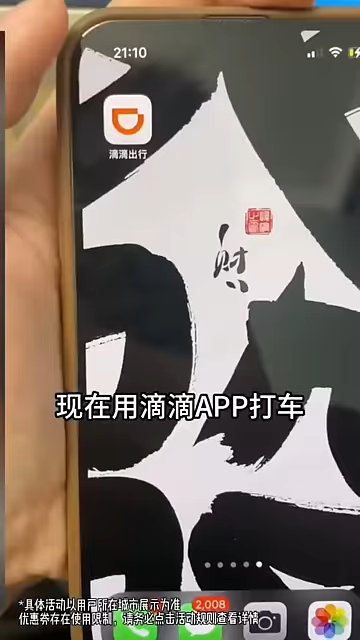 21:10
滴滴出行
财
现在用滴滴APP打车
2,008
*具体活动以用户所在城市展示为准
优惠券存在使用限制，请务必点击活动规则查看详情